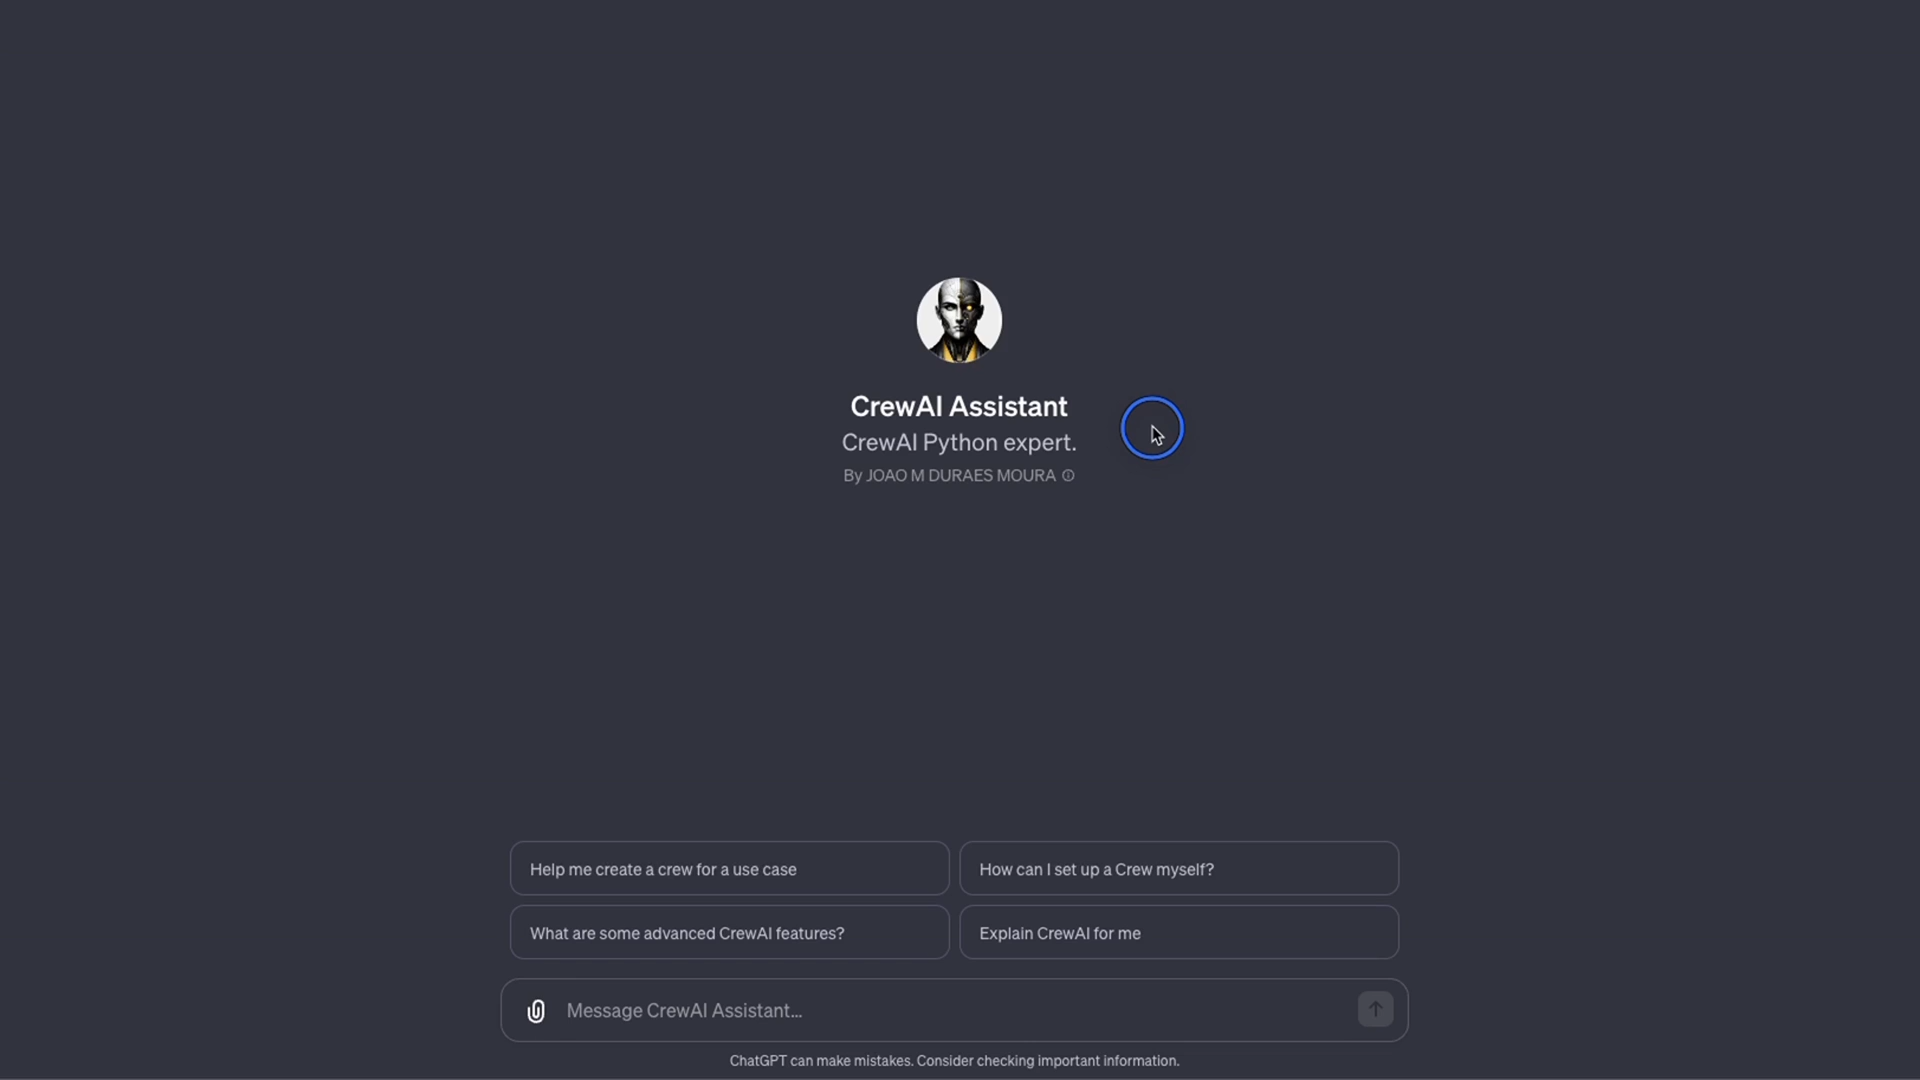 CrewAI Assistant
CrewAI Python expert.
By JOAO M DURAES MOURA
Help me create a crew for a use case
How can I set up a Crew myself?
What are some advanced CrewAI features?
Explain CrewAI for me
Message CrewAI Assistant...
ChatGPT can make mistakes. Consider checking important information.